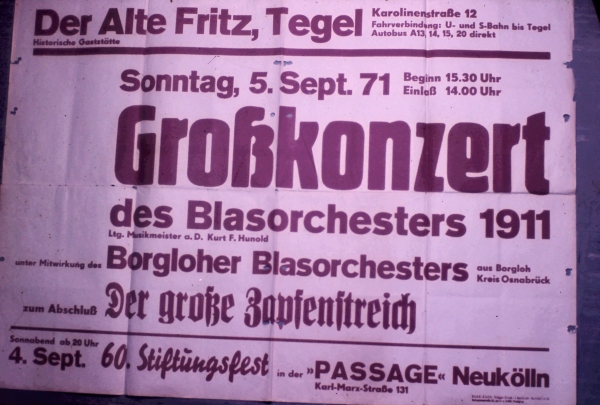 Der Alte Fritz, Tegel
Historische Gaststätte
Karolinenstraße 12
Fahrverbindung: U- und S-Bahn bis Tegel
Autobus A13, 14, 15, 20 direkt
Sonntag, 5. Sept. 71
Beginn 15.30 Uhr
Einlaß 14.00 Uhr
Großkonzert
des Blasorchesters 1911
Ltg. Musikmeister a. D. Kurt F. Hunold
unter Mitwirkung des Borgloher Blasorchesters
aus Borgloh
Kreis Osnabrück
zum Abschluß Der große Zapfenstreich
Sonnabend ab 20 Uhr
4. Sept. 60. Stiftungsfest in der »PASSAGE« Neukölln
Karl-Marx-Straße 131